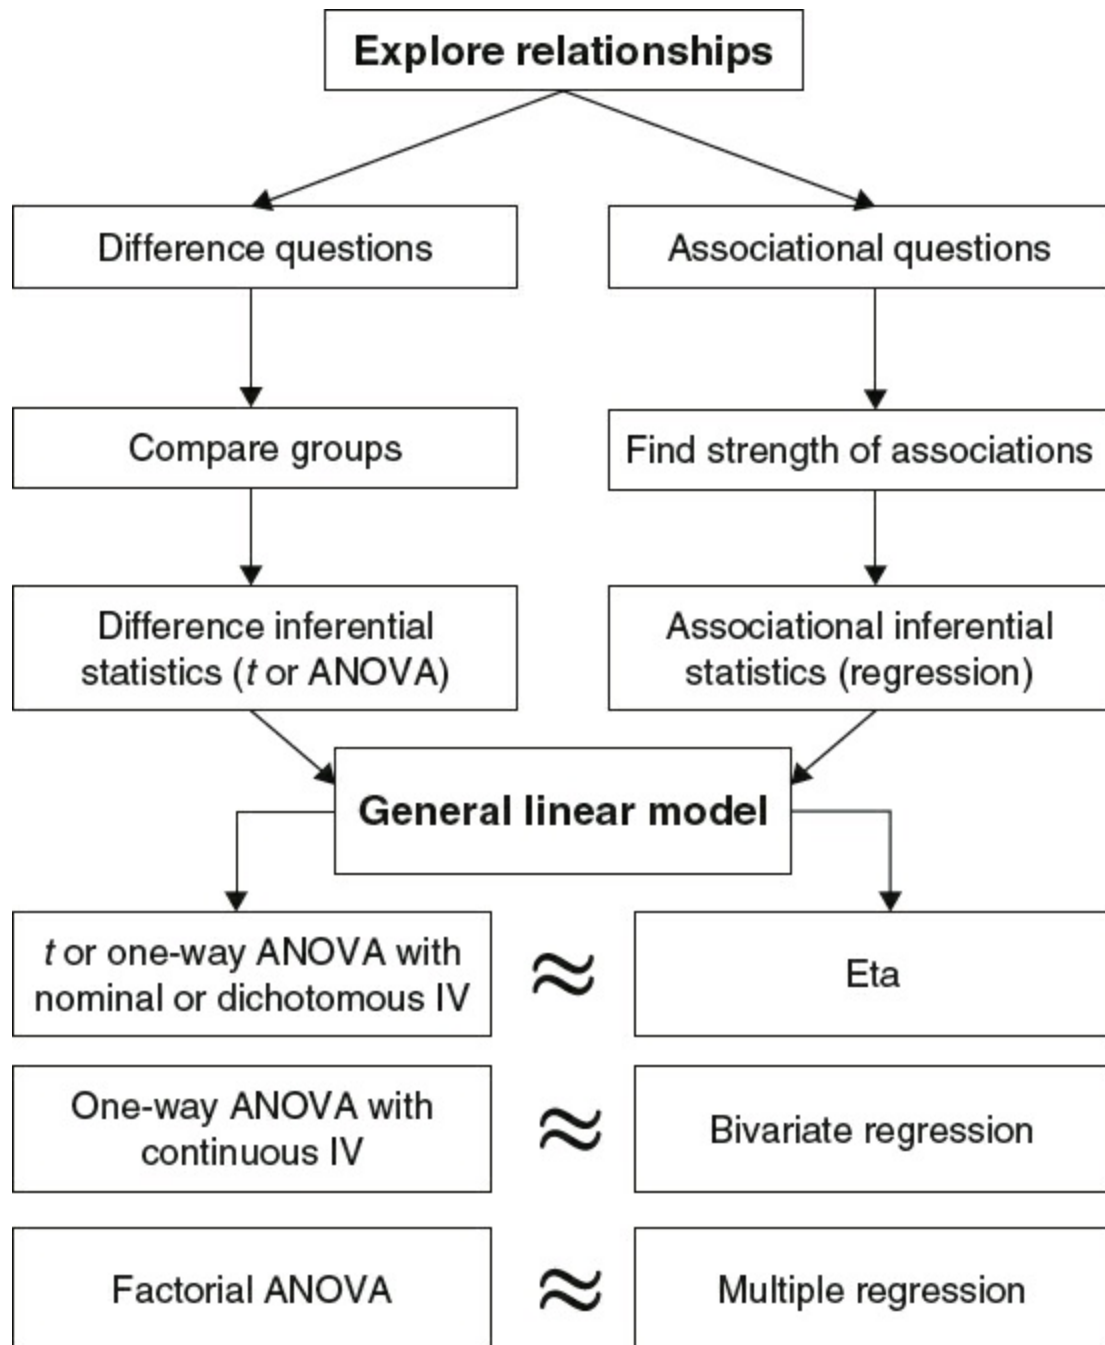 Explore relationships
Difference questions
Associational questions
Compare groups
Find strength of associations
Difference inferential
statistics (t or ANOVA)
Associational inferential
statistics (regression)
General linear model
t or one-way ANOVA with
nominal or dichotomous IV
≈
Eta
One-way ANOVA with
continuous IV
≈
Bivariate regression
Factorial ANOVA
≈
Multiple regression